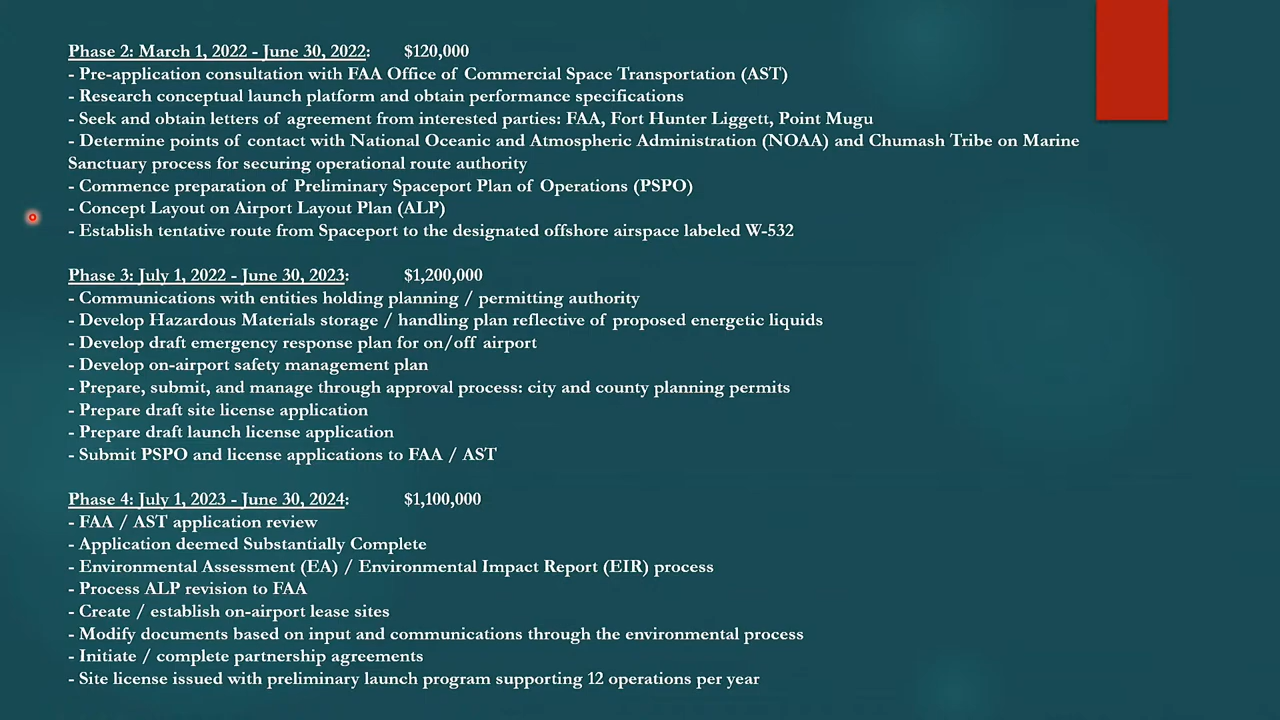 Phase 2: March 1, 2022 - June 30, 2022: $120,000
- Pre-application consultation with FAA Office of Commercial Space Transportation (AST)
- Research conceptual launch platform and obtain performance specifications
- Seek and obtain letters of agreement from interested parties: FAA, Fort Hunter Liggett, Point Mugu
- Determine points of contact with National Oceanic and Atmospheric Administration (NOAA) and Chumash Tribe on Marine
Sanctuary process for securing operational route authority
- Commence preparation of Preliminary Spaceport Plan of Operations (PSPO)
- Concept Layout on Airport Layout Plan (ALP)
- Establish tentative route from Spaceport to the designated offshore airspace labeled W-532
Phase 3: July 1, 2022 - June 30, 2023: $1,200,000
- Communications with entities holding planning / permitting authority
- Develop Hazardous Materials storage / handling plan reflective of proposed energetic liquids
- Develop draft emergency response plan for on/off airport
- Develop on-airport safety management plan
- Prepare, submit, and manage through approval process: city and county planning permits
- Prepare draft site license application
- Prepare draft launch license application
- Submit PSPO and license applications to FAA / AST
Phase 4: July 1, 2023 - June 30, 2024: $1,100,000
- FAA / AST application review
- Application deemed Substantially Complete
- Environmental Assessment (EA) / Environmental Impact Report (EIR) process
- Process ALP revision to FAA
- Create / establish on-airport lease sites
- Modify documents based on input and communications through the environmental process
- Initiate / complete partnership agreements
- Site license issued with preliminary launch program supporting 12 operations per year